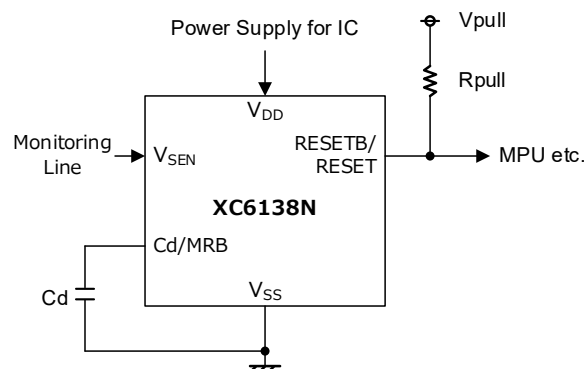 Power Supply for IC
Vpull
Rpull
VDD
Monitoring
Line
VSEN
RESETB/
RESET
MPU etc.
XC6138N
Cd/MRB
Cd
VSS